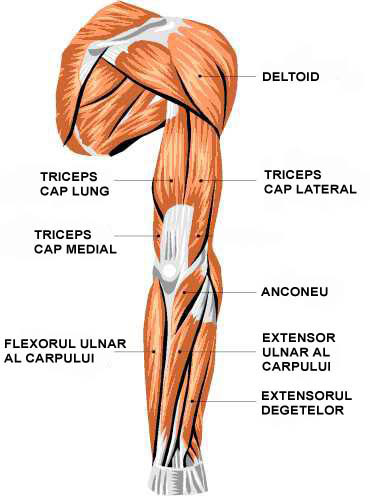 DELTOID
TRICEPS
CAP LUNG
TRICEPS
CAP LATERAL
TRICEPS
CAP MEDIAL
ANCONEU
FLEXORUL ULNAR
AL CARPULUI
EXTENSOR
ULNAR AL
CARPULUI
EXTENSORUL
DEGETELOR